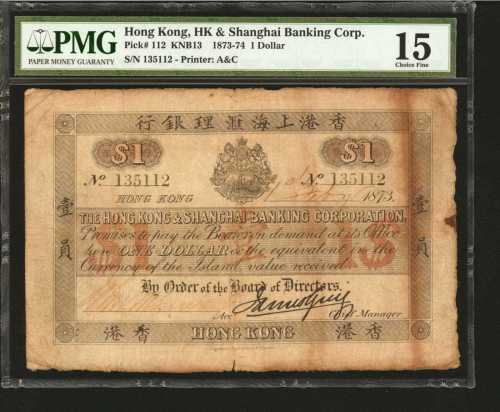 PMG
PAPER MONEY GUARANTY
Hong Kong, HK & Shanghai Banking Corp.
Pick# 112 KNB13 1873-74 1 Dollar
S/N 135112 - Printer: A&C
15
Choice Fine
行銀理滙海上港香
$1 $1
No 135112 No 135112
HONG KONG 1873
壹員 壹員
THE HONG KONG & SHANGHAI BANKING CORPORATION.
Promises to pay the Bearer on demand at its Office
here ONE DOLLAR or the equivalent in the
Currency of the Island, value received.
By Order of the Board of Directors.
Acct Chief Manager
港香 HONG KONG 港香